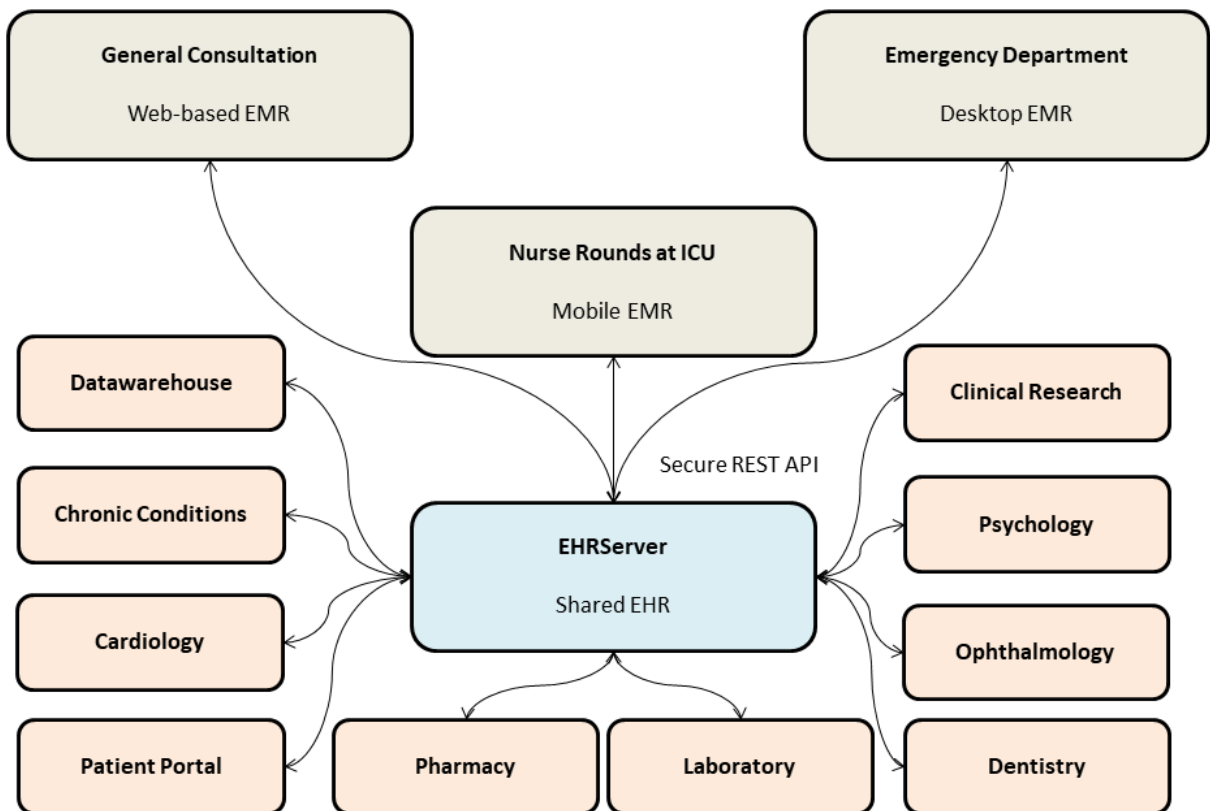 General Consultation
Web-based EMR
Emergency Department
Desktop EMR
Nurse Rounds at ICU
Mobile EMR
Datawarehouse
Clinical Research
Secure REST API
Chronic Conditions
Psychology
EHRServer
Shared EHR
Cardiology
Ophthalmology
Patient Portal
Pharmacy
Laboratory
Dentistry